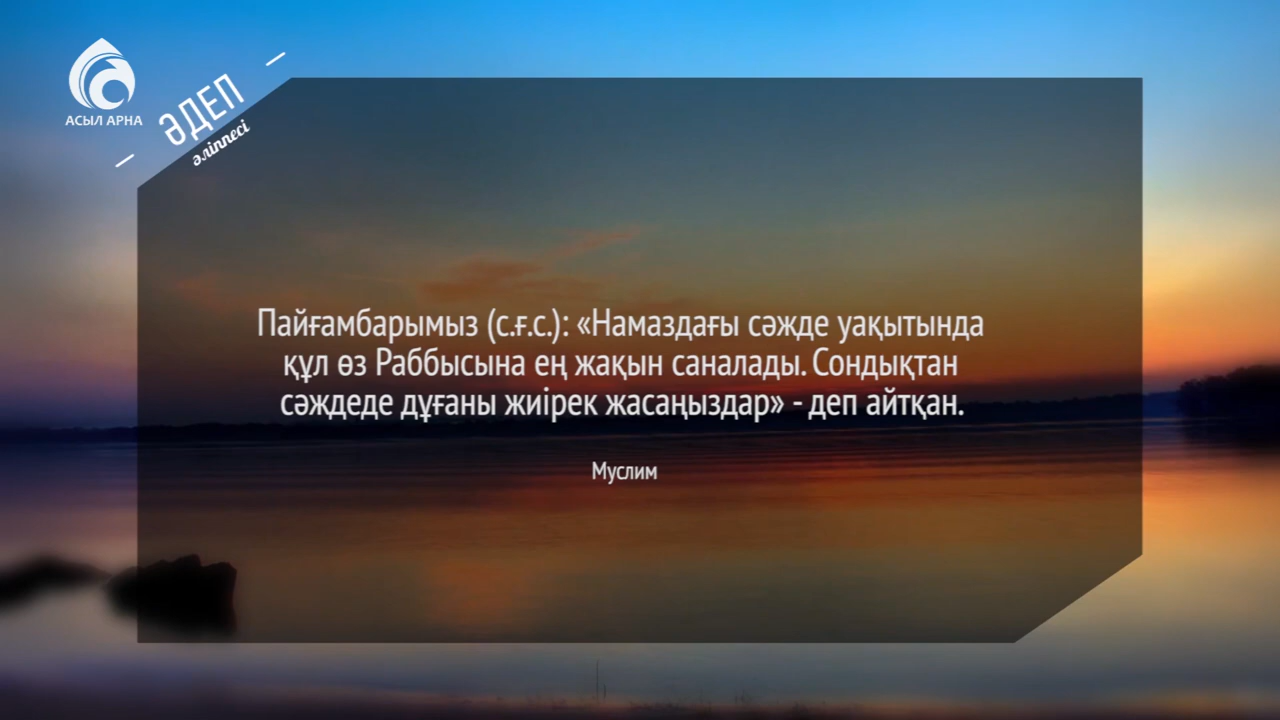 АСЫЛ АРНА
ӘДЕП
әліппесі
Пайғамбарымыз (с.ғ.с.): «Намаздағы сәжде уақытында
құл өз Раббысына ең жақын саналады. Сондықтан
сәждеде дұғаны жиірек жасаңыздар» - деп айтқан.
Муслим